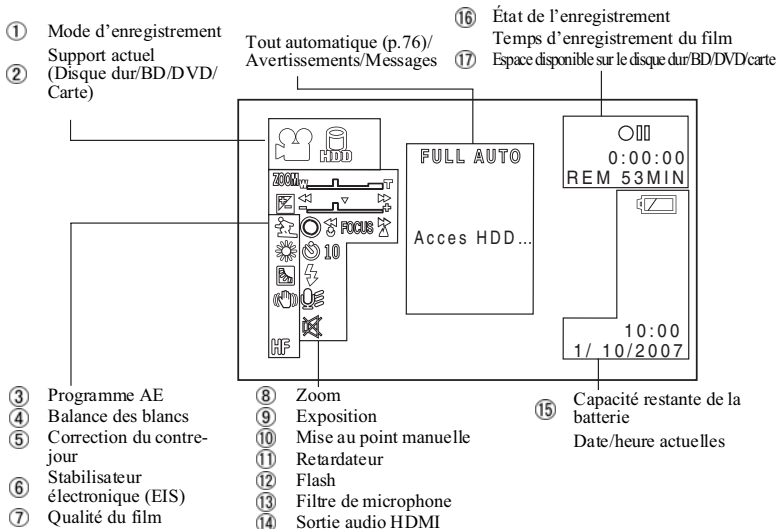 ① Mode d'enregistrement
② Support actuel
(Disque dur/BD/DVD/
Carte)
Tout automatique (p.76)/
Avertissements/Messages
⑯ État de l'enregistrement
Temps d'enregistrement du film
⑰ Espace disponible sur le disque dur/BD/DVD/carte
HDD
ZOOM W T
FOCUS
10
HF
FULL AUTO
Acces HDD...
0:00:00
REM 53MIN
10:00
1/ 10/2007
③ Programme AE
④ Balance des blancs
⑤ Correction du contre-
jour
⑥ Stabilisateur
électronique (EIS)
⑦ Qualité du film
⑧ Zoom
⑨ Exposition
⑩ Mise au point manuelle
⑪ Retardateur
⑫ Flash
⑬ Filtre de microphone
⑭ Sortie audio HDMI
⑮ Capacité restante de la
batterie
Date/heure actuelles